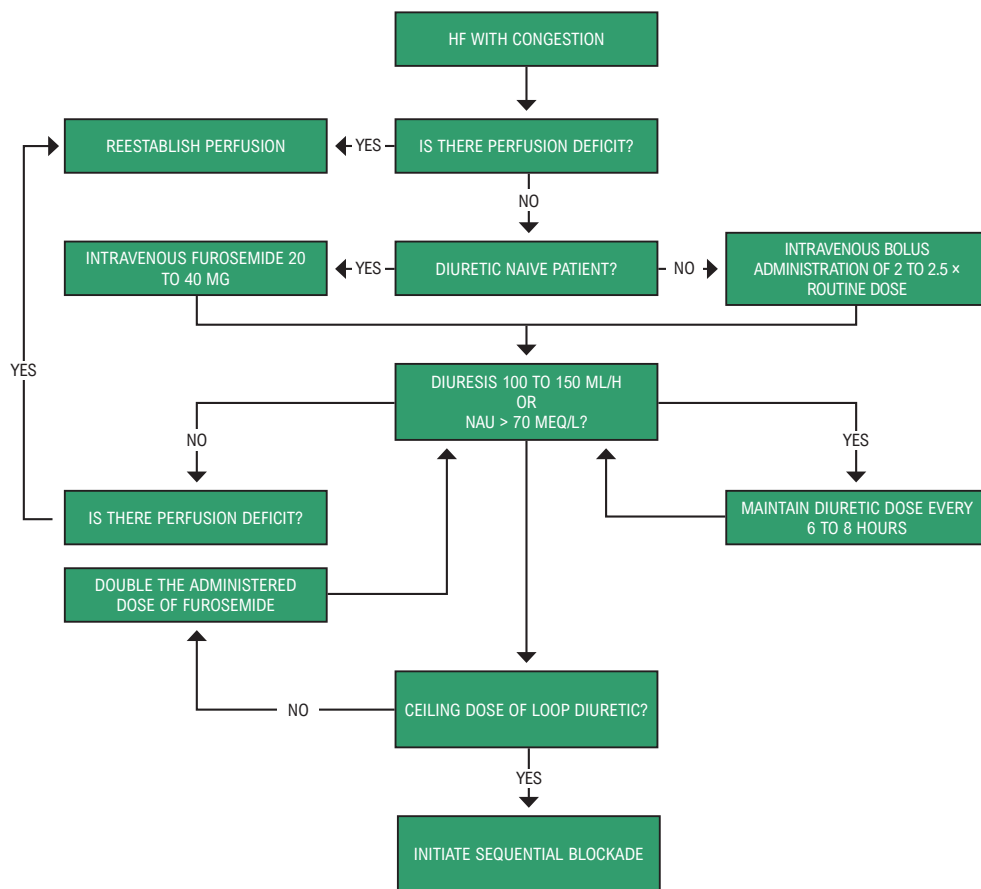 HF WITH CONGESTION
REESTABLISH PERFUSION
YES
IS THERE PERFUSION DEFICIT?
NO
INTRAVENOUS FUROSEMIDE 20
TO 40 MG
YES
DIURETIC NAIVE PATIENT?
NO
INTRAVENOUS BOLUS
ADMINISTRATION OF 2 TO 2.5 ×
ROUTINE DOSE
YES
DIURESIS 100 TO 150 ML/H
OR
NAU > 70 MEQ/L?
NO
YES
IS THERE PERFUSION DEFICIT?
MAINTAIN DIURETIC DOSE EVERY
6 TO 8 HOURS
DOUBLE THE ADMINISTERED
DOSE OF FUROSEMIDE
NO
CEILING DOSE OF LOOP DIURETIC?
YES
INITIATE SEQUENTIAL BLOCKADE